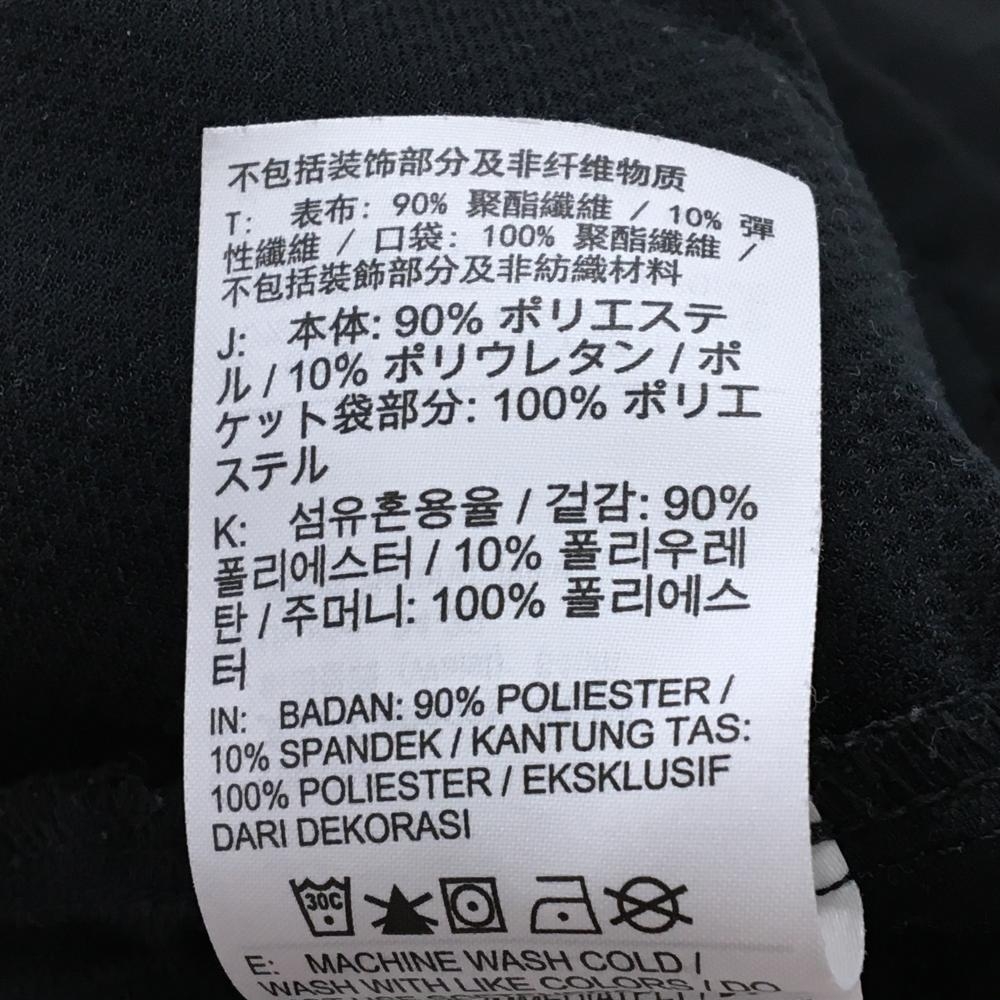 不包括装饰部分及非纤维物质
T: 表布: 90% 聚酯纖維 / 10% 彈
性纖維 / 口袋: 100% 聚酯纖維 /
不包括裝飾部分及非紡織材料
J: 本体: 90% ポリエステ
ル / 10% ポリウレタン / ポ
ケット袋部分: 100% ポリエ
ステル
K: 섬유혼용율 / 겉감: 90%
폴리에스터 / 10% 폴리우레
탄 / 주머니: 100% 폴리에스
터
IN: BADAN: 90% POLIESTER /
10% SPANDEK / KANTUNG TAS:
100% POLIESTER / EKSKLUSIF
DARI DEKORASI
30C
E: MACHINE WASH COLD /
WASH WITH LIKE COLORS / DO